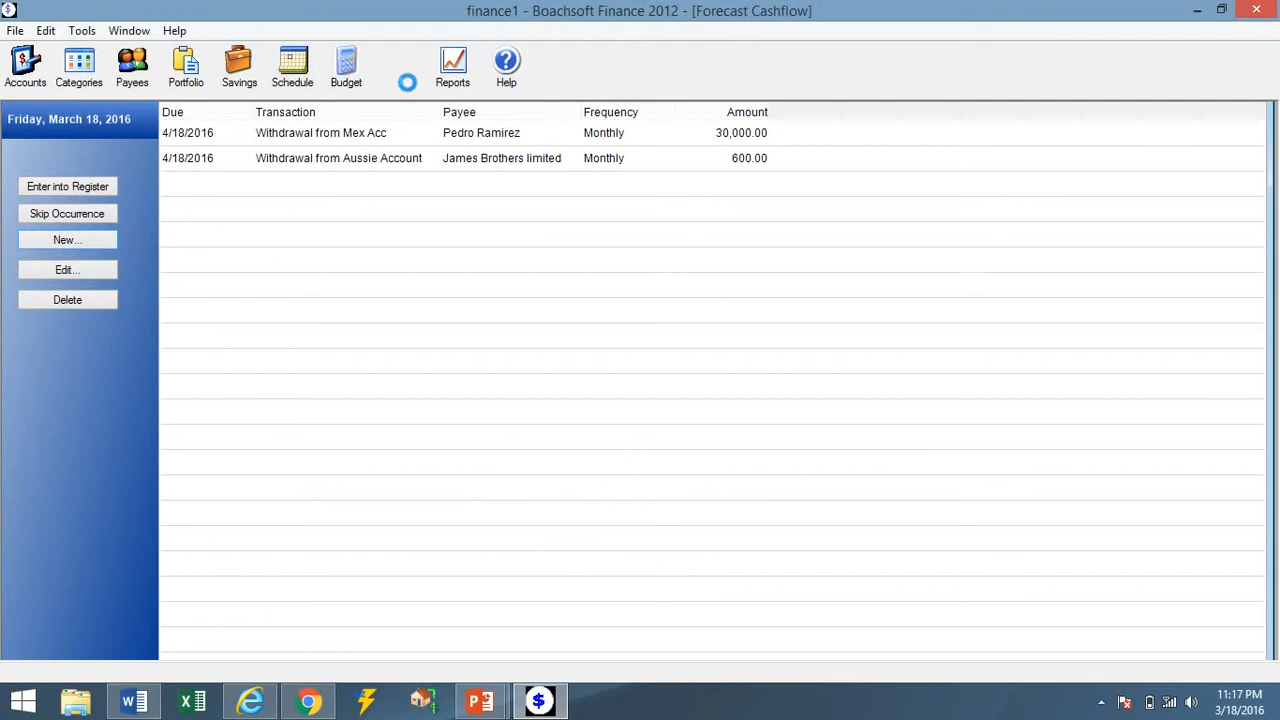 finance1 - Boachsoft Finance 2012 - [Forecast Cashflow]
File Edit Tools Window Help
Accounts Categories Payees Portfolio Savings Schedule Budget Reports Help
Friday, March 18, 2016
Due Transaction Payee Frequency Amount
4/18/2016 Withdrawal from Mex Acc Pedro Ramirez Monthly 30,000.00
4/18/2016 Withdrawal from Aussie Account James Brothers limited Monthly 600.00
Enter into Register
Skip Occurrence
New...
Edit...
Delete
11:17 PM
3/18/2016